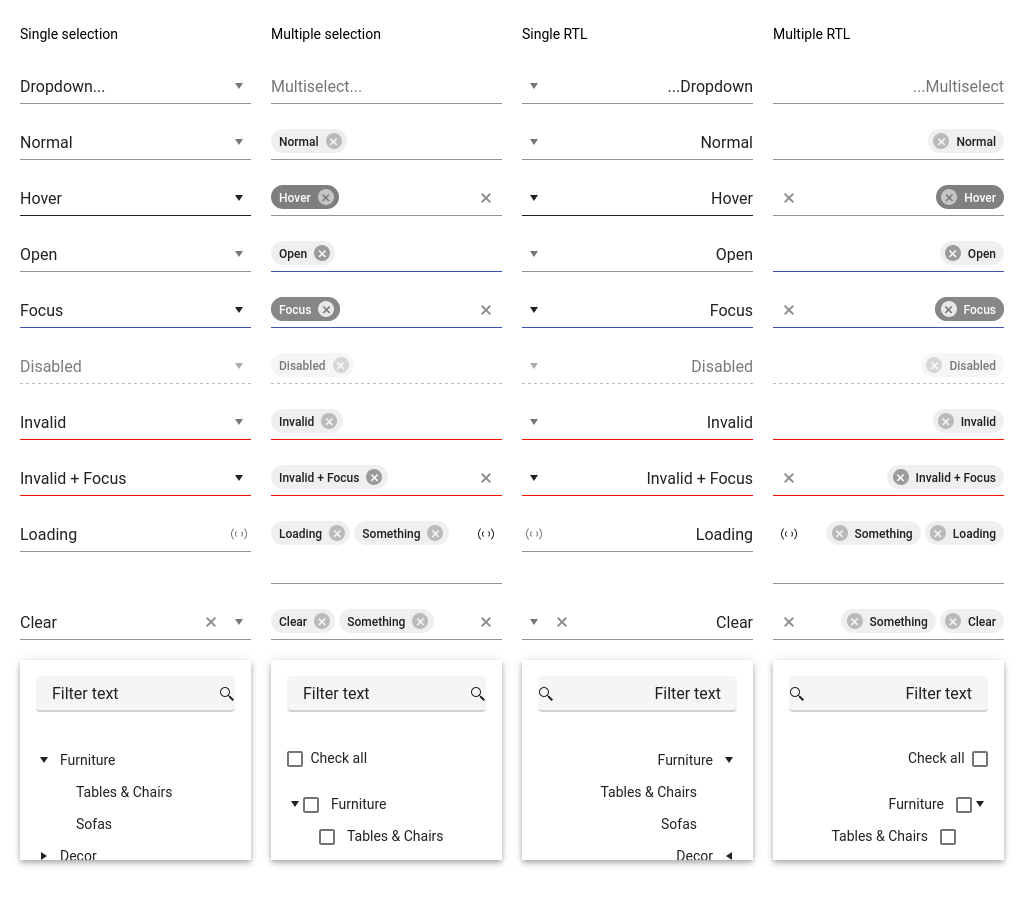 Single selection Multiple selection Single RTL Multiple RTL
Dropdown... Multiselect... ...Dropdown ...Multiselect
Normal Normal Normal Normal
Hover Hover Hover Hover
Open Open Open Open
Focus Focus Focus Focus
Disabled Disabled Disabled Disabled
Invalid Invalid Invalid Invalid
Invalid + Focus Invalid + Focus Invalid + Focus Invalid + Focus
Loading Loading Something Loading Something Loading
Clear Clear Something Clear Something Clear
Filter text Filter text Filter text Filter text
Furniture Check all Furniture Check all
Tables & Chairs Furniture Tables & Chairs Furniture
Sofas Tables & Chairs Sofas Tables & Chairs
Decor Decor